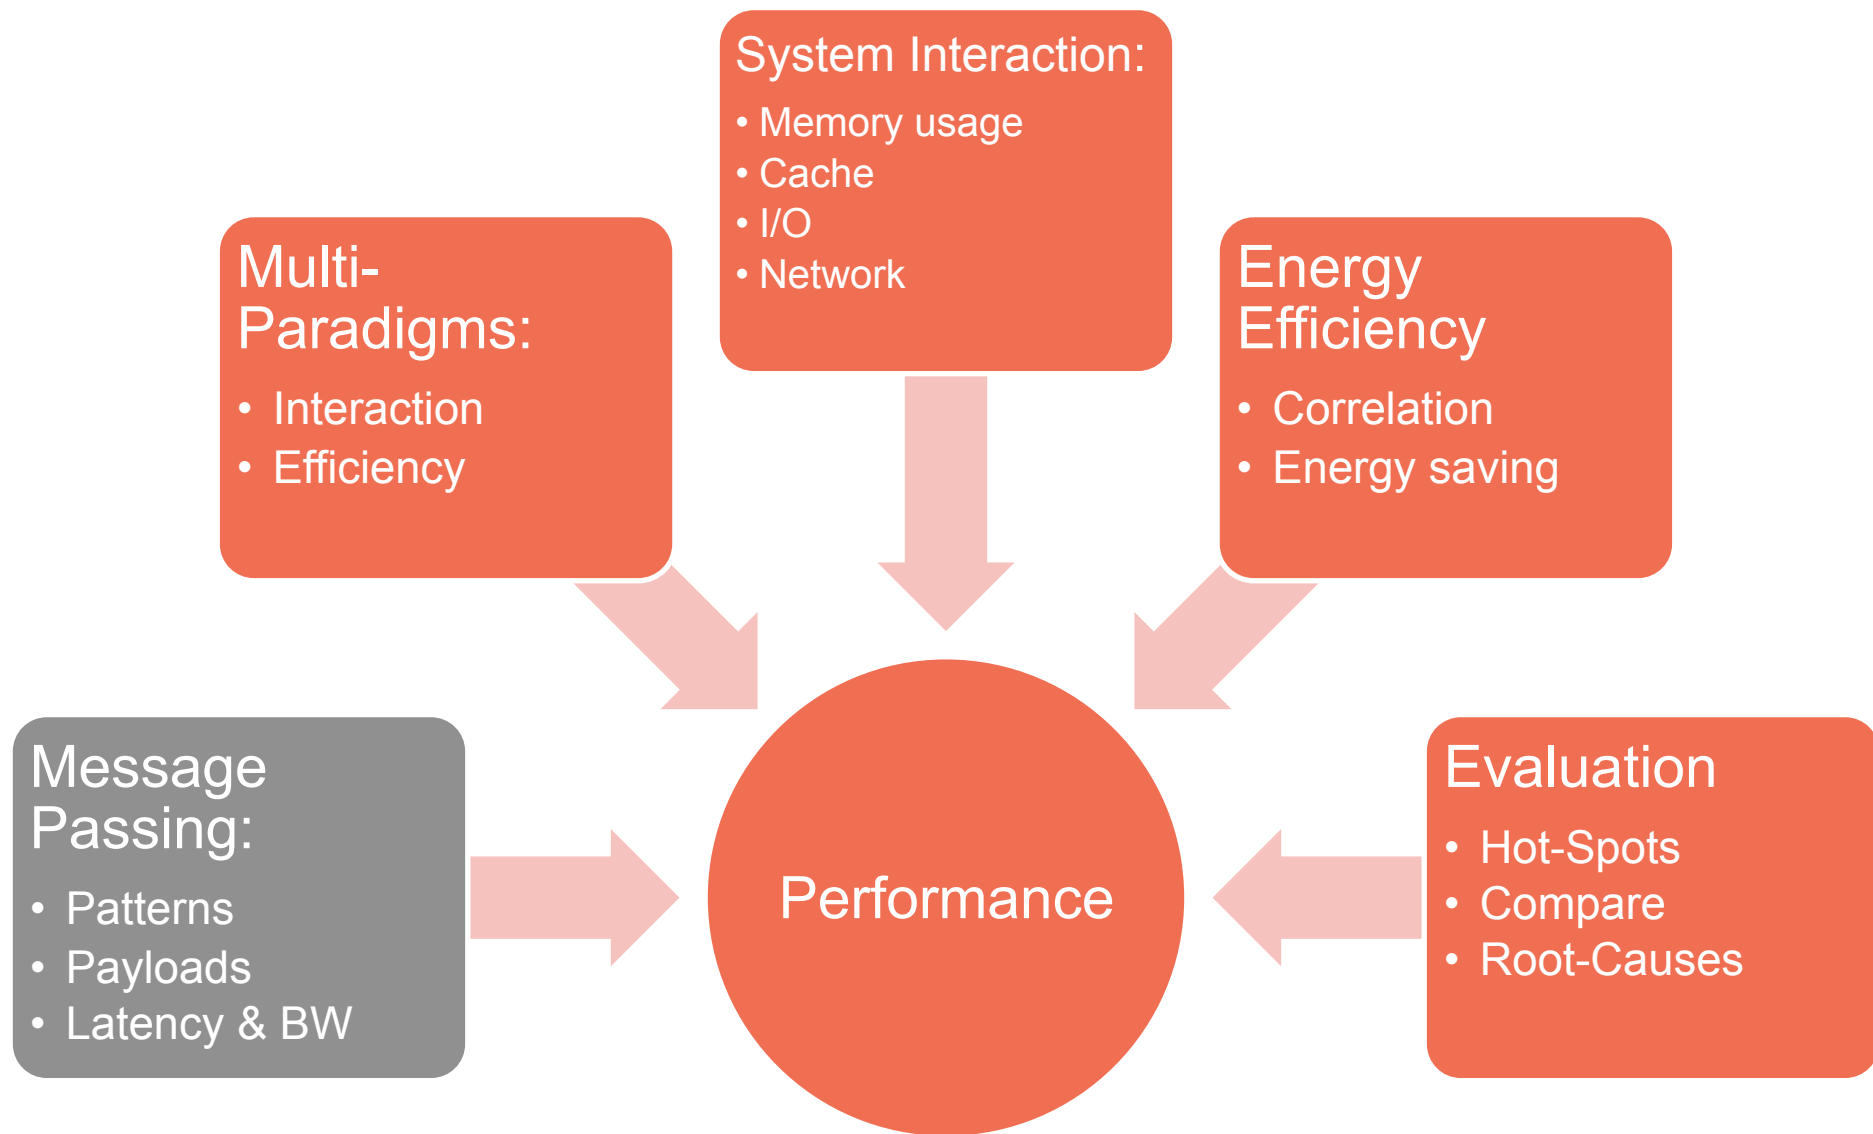 System Interaction:
• Memory usage
• Cache
• I/O
• Network
Multi-
Paradigms:
• Interaction
• Efficiency
Energy
Efficiency
• Correlation
• Energy saving
Message
Passing:
• Patterns
• Payloads
• Latency & BW
Performance
Evaluation
• Hot-Spots
• Compare
• Root-Causes